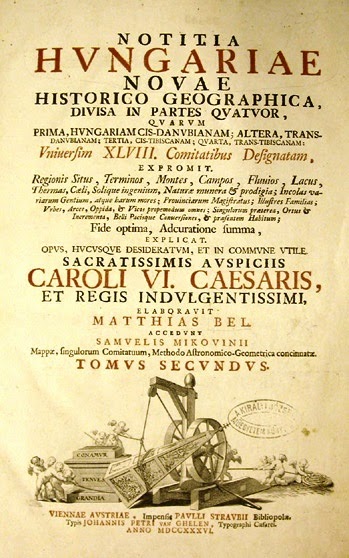 NOTITIA
HVNGARIAE
NOVAE
HISTORICO GEOGRAPHICA,
DIVISA IN PARTES QVATVOR,
QVARVM
PRIMA, HVNGARIAM CIS-DANVBIANAM; ALTERA, TRANS-
DANVBIANAM; TERTIA, CIS-TIBISCANAM; QVARTA, TRANS-TIBISCANAM:
Vniuersim XLVIII. Comitatibus Designatam,
EXPROMIT.
Regionis Situs, Terminos, Montes, Campos, Fluuios, Lacus,
Thermas, Cæli, Solique ingenium, Naturæ munera & prodigia; Incolas va-
riarum Gentium, atque harum mores; Prouinciarum Magistratus; Illustres Familias;
Vrbes, Arces, Oppida, & Vicos propemodum omnes; Singulorum præterea, Ortus &
Incrementa, Belli Pacisque Conuersiones, & præsentem Habitum;
Fide optima, Adcuratione summa,
EXPLICAT.
OPVS, HVCVSQVE DESIDERATVM, ET IN COMMVNE VTILE.
SACRATISSIMIS AVSPICIIS
CAROLI VI. CAESARIS,
ET REGIS INDVLGENTISSIMI,
ELABORAVIT
MATTHIAS BEL.
ACCEDVNT
SAMVELIS MIKOVINII
Mappæ, singulorum Comitatuum, Methodo Astronomico-Geometrica concinnatæ.
TOMVS SECVNDVS.
CONAMVR
TENVES
GRANDIA
VIENNAE AVSTRIAE, Impensis PAVLLI STRAVBII Bibliopolæ.
Typis JOHANNIS PETRI van GHELEN, Typographi Cæsarei.
ANNO MDCCXXXVI.